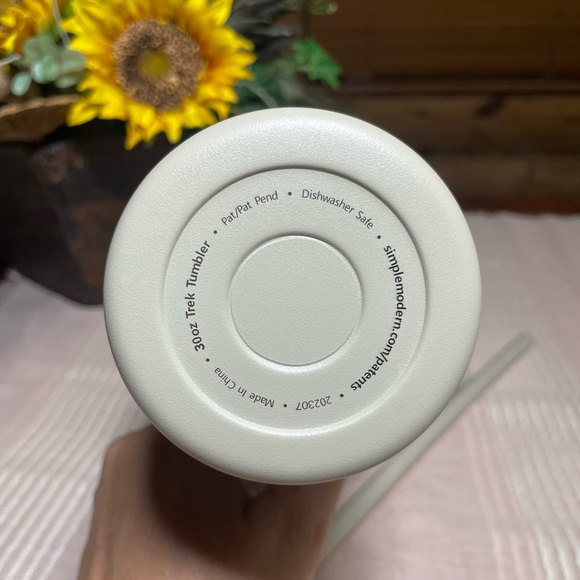 30oz Trek Tumbler • Pat/Pat Pend • Dishwasher Safe • simplemodern.com/patents • 202307 • Made In China •